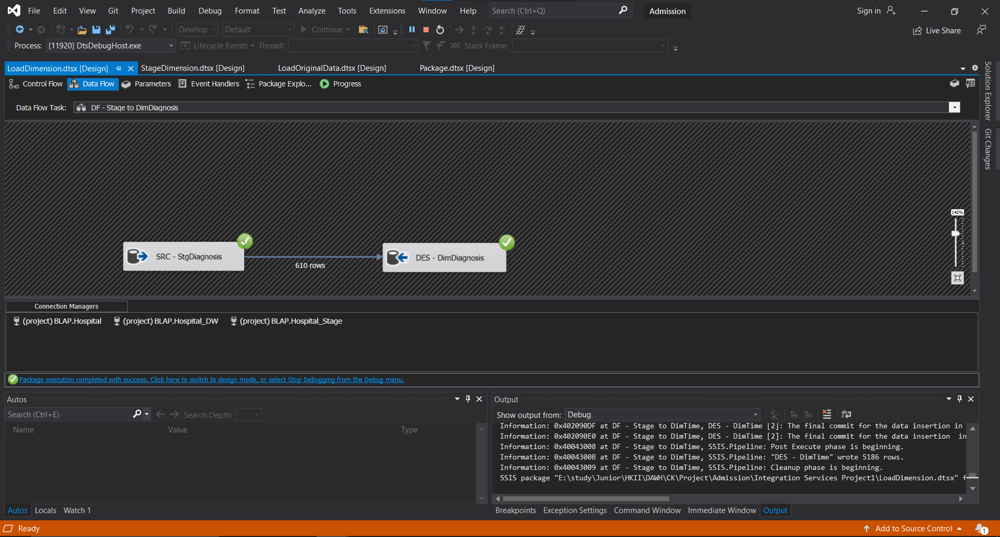 File Edit View Git Project Build Debug Format Test Analyze Tools Extensions Window Help Search (Ctrl+Q) Admission Sign in
Develop Default Continue Live Share
Process: [11920] DtsDebugHost.exe Lifecycle Events Thread: Stack Frame:
LoadDimension.dtsx [Design] StageDimension.dtsx [Design] LoadOriginalData.dtsx [Design] Package.dtsx [Design]
Control Flow Data Flow Parameters Event Handlers Package Explo... Progress
Data Flow Task: DF - Stage to DimDiagnosis
Solution Explorer
Git Changes
140%
SRC - StgDiagnosis
610 rows
DES - DimDiagnosis
Connection Managers
(project) BLAP.Hospital (project) BLAP.Hospital_DW (project) BLAP.Hospital_Stage
Package execution completed with success. Click here to switch to design mode, or select Stop Debugging from the Debug menu.
Autos
Search (Ctrl+E) Search Depth:
Name Value Type
Autos Locals Watch 1
Output
Show output from: Debug
Information: 0x402090DF at DF - Stage to DimTime, DES - DimTime [2]: The final commit for the data insertion in
Information: 0x402090E0 at DF - Stage to DimTime, DES - DimTime [2]: The final commit for the data insertion in
Information: 0x40043008 at DF - Stage to DimTime, SSIS.Pipeline: Post Execute phase is beginning.
Information: 0x4004300B at DF - Stage to DimTime, SSIS.Pipeline: "DES - DimTime" wrote 5186 rows.
Information: 0x40043009 at DF - Stage to DimTime, SSIS.Pipeline: Cleanup phase is beginning.
SSIS package "E:\study\Junior\HKII\DAWH\CK\Project\Admission\Integration Services Project1\LoadDimension.dtsx" f
Breakpoints Exception Settings Command Window Immediate Window Output
Ready Add to Source Control 1